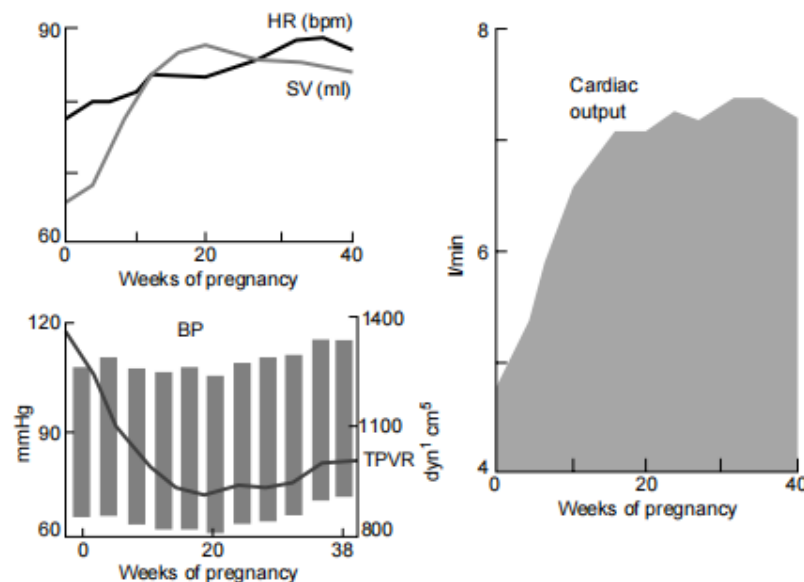 90
HR (bpm)
SV (ml)
60
0
20
40
Weeks of pregnancy
120
BP
1400
mmHg
90
1100
TPVR
dyn¹ cm⁵
60
800
0
20
38
Weeks of pregnancy
8
Cardiac
output
l/min
6
4
0
10
20
30
40
Weeks of pregnancy